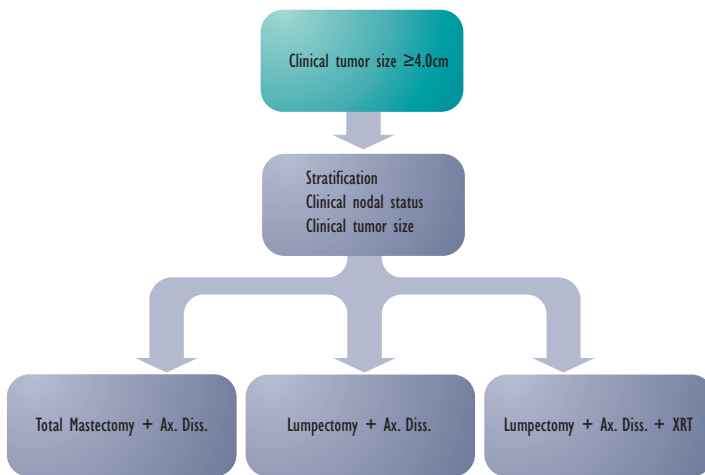 Clinical tumor size ≥4.0cm
Stratification
Clinical nodal status
Clinical tumor size
Total Mastectomy + Ax. Diss.
Lumpectomy + Ax. Diss.
Lumpectomy + Ax. Diss. + XRT